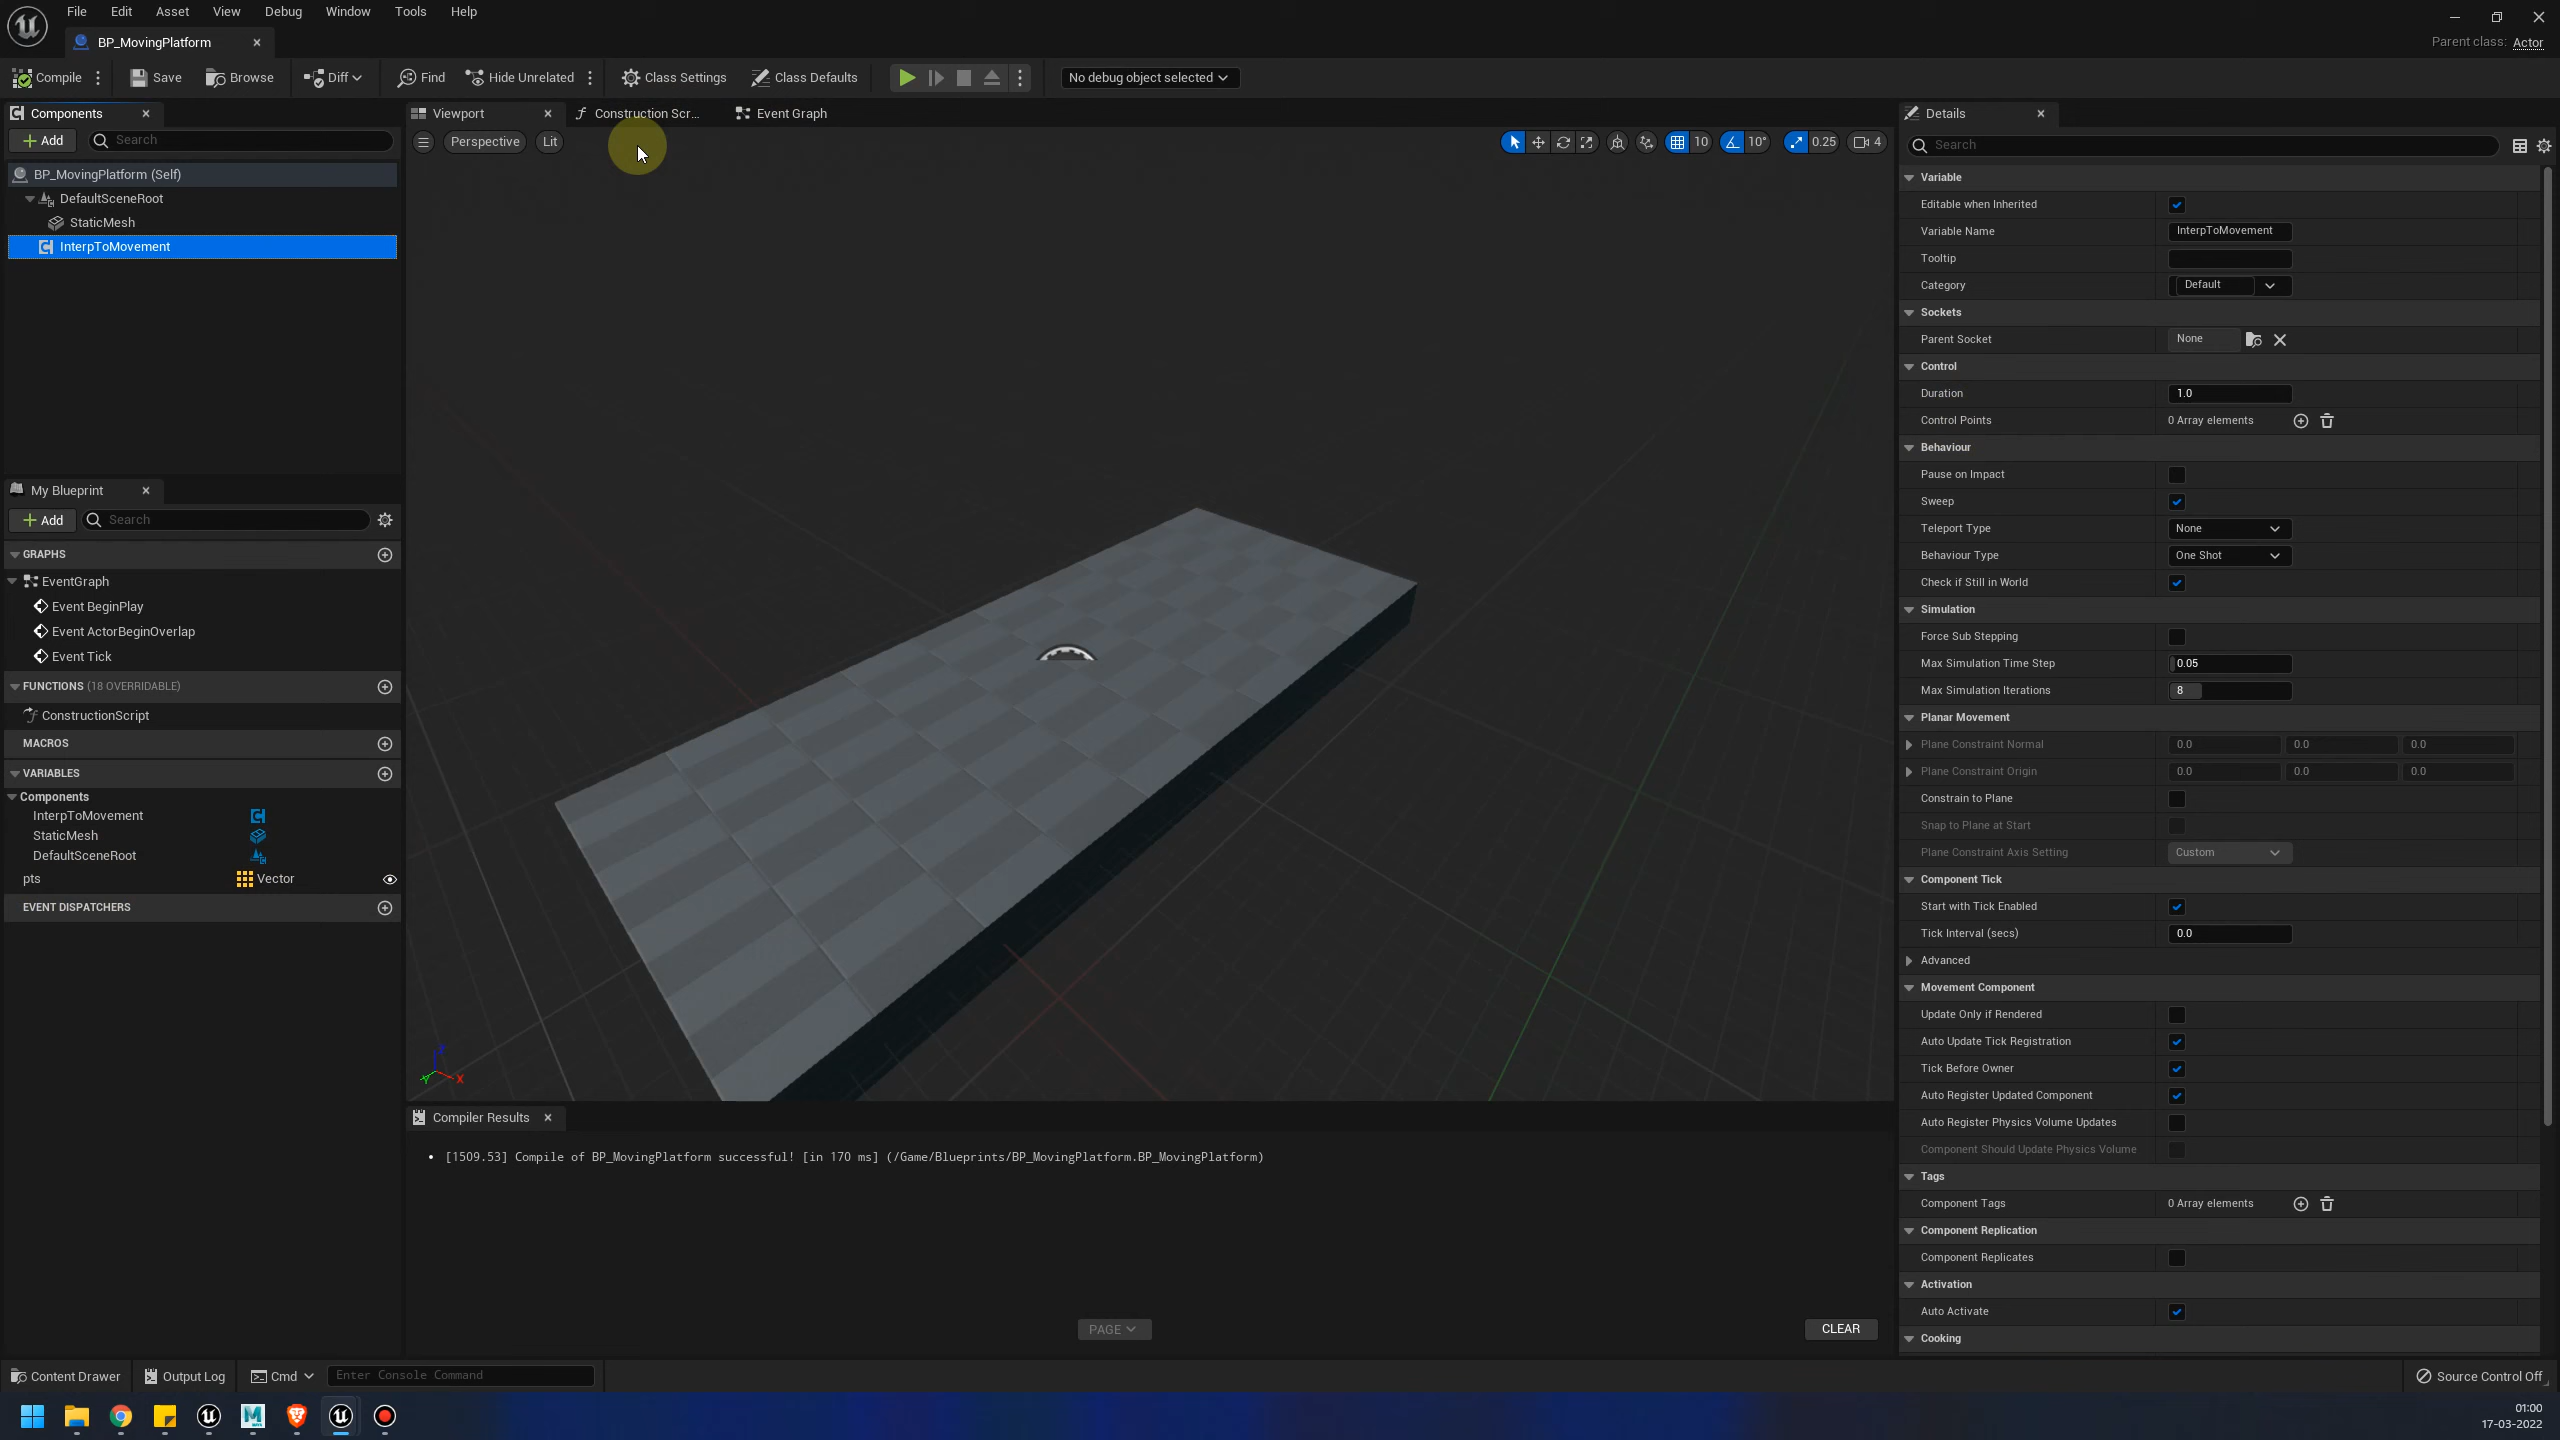 File Edit Asset View Debug Window Tools Help
BP_MovingPlatform
Parent class: Actor
Compile Save Browse Diff Find Hide Unrelated Class Settings Class Defaults No debug object selected
Components
Add Search
BP_MovingPlatform (Self)
DefaultSceneRoot
StaticMesh
InterpToMovement
My Blueprint
Add Search
GRAPHS
EventGraph
Event BeginPlay
Event ActorBeginOverlap
Event Tick
FUNCTIONS (18 OVERRIDABLE)
ConstructionScript
MACROS
VARIABLES
Components
InterpToMovement
StaticMesh
DefaultSceneRoot
pts Vector
EVENT DISPATCHERS
Viewport Construction Scr... Event Graph
Perspective Lit 10 10° 0.25 4
Z
Y X
Compiler Results
• [1509.53] Compile of BP_MovingPlatform successful! [in 170 ms] (/Game/Blueprints/BP_MovingPlatform.BP_MovingPlatform)
PAGE CLEAR
Details
Search
Variable
Editable when Inherited
Variable Name InterpToMovement
Tooltip
Category Default
Sockets
Parent Socket None
Control
Duration 1.0
Control Points 0 Array elements
Behaviour
Pause on Impact
Sweep
Teleport Type None
Behaviour Type One Shot
Check if Still in World
Simulation
Force Sub Stepping
Max Simulation Time Step 0.05
Max Simulation Iterations 8
Planar Movement
Plane Constraint Normal 0.0 0.0 0.0
Plane Constraint Origin 0.0 0.0 0.0
Constrain to Plane
Snap to Plane at Start
Plane Constraint Axis Setting Custom
Component Tick
Start with Tick Enabled
Tick Interval (secs) 0.0
Advanced
Movement Component
Update Only if Rendered
Auto Update Tick Registration
Tick Before Owner
Auto Register Updated Component
Auto Register Physics Volume Updates
Component Should Update Physics Volume
Tags
Component Tags 0 Array elements
Component Replication
Component Replicates
Activation
Auto Activate
Cooking
Content Drawer Output Log Cmd Enter Console Command Source Control Off
01:00
17-03-2022